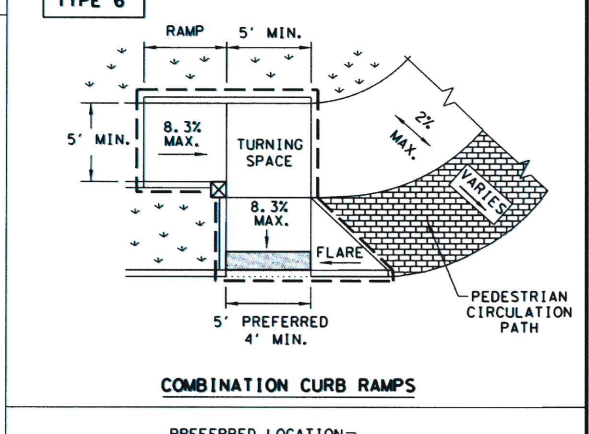 TYPE 6
RAMP
5' MIN.
5' MIN.
8.3%
MAX.
TURNING
SPACE
2%
MAX.
VARIES
8.3%
MAX.
FLARE
5' PREFERRED
4' MIN.
PEDESTRIAN
CIRCULATION
PATH
COMBINATION CURB RAMPS
PREFERRED LOCATION